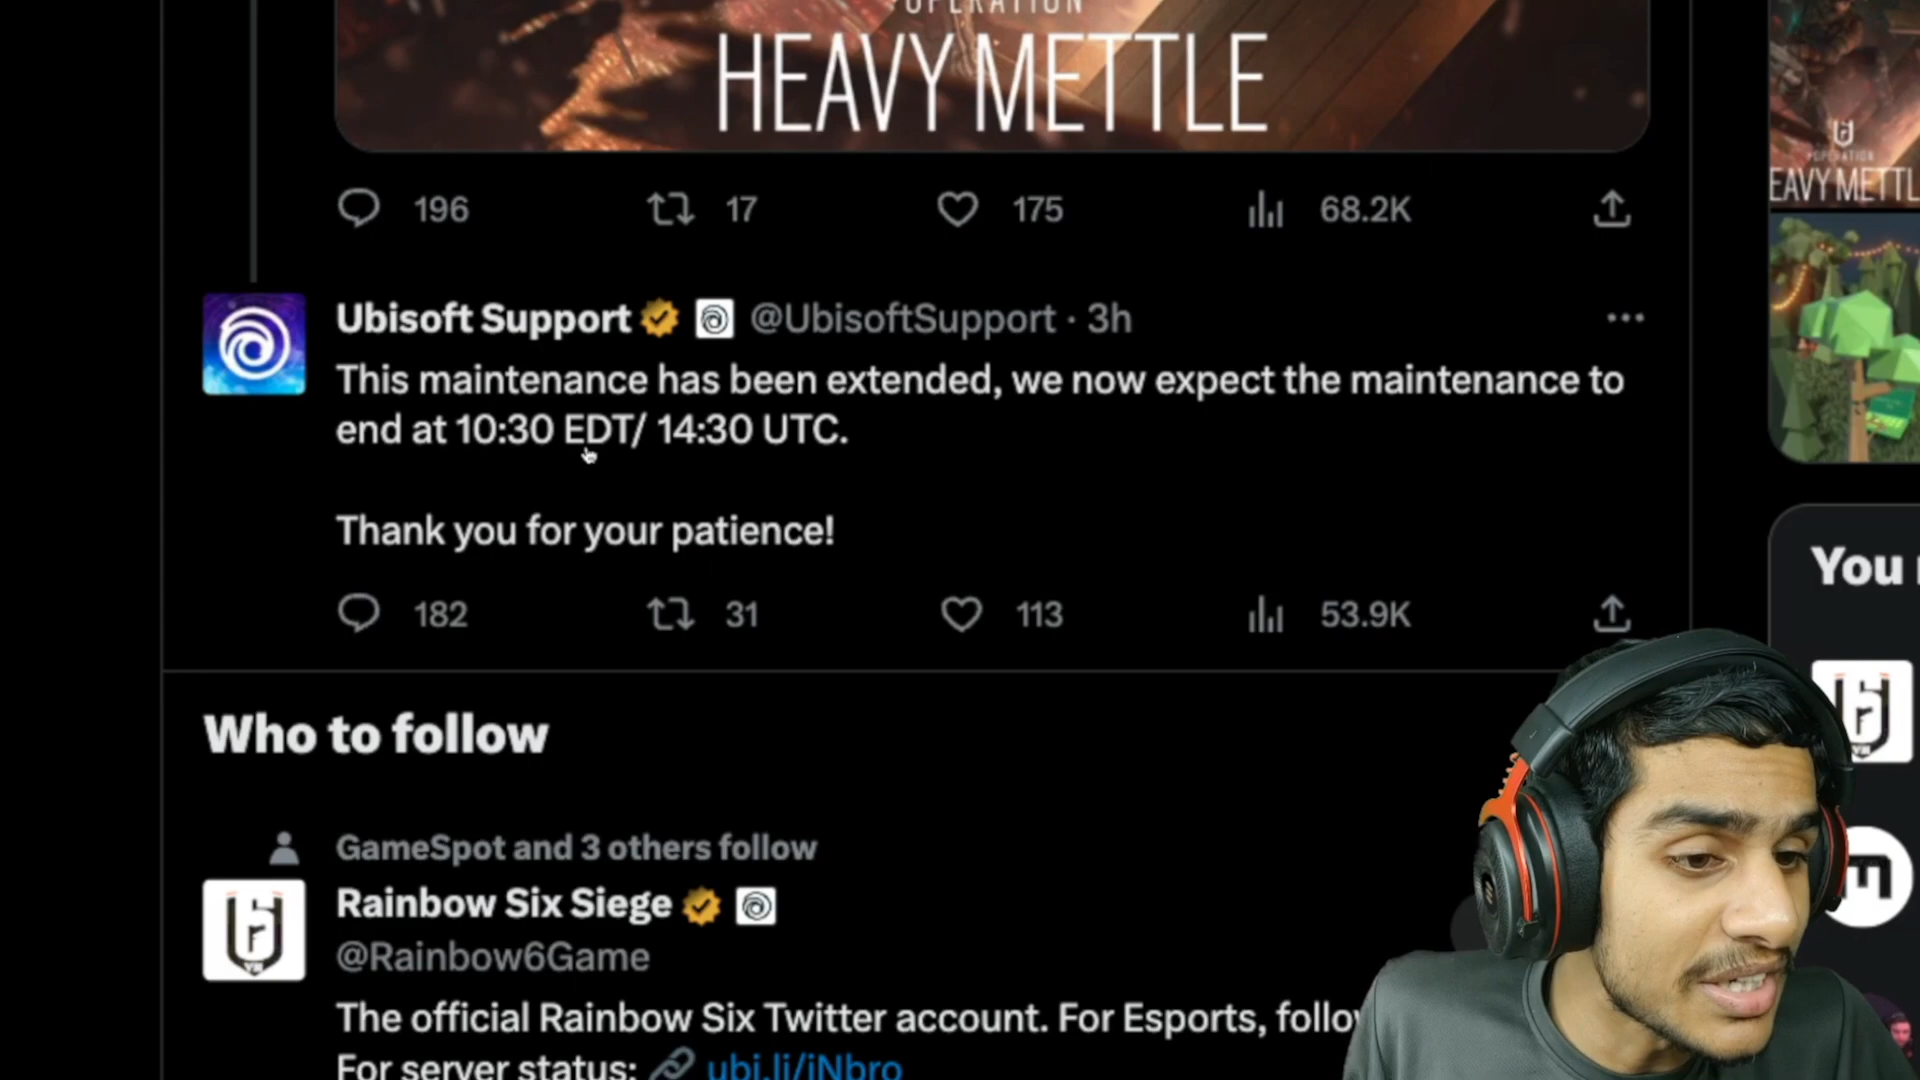 OPERATION
HEAVY METTLE
196 17 175 68.2K
Ubisoft Support @UbisoftSupport · 3h
This maintenance has been extended, we now expect the maintenance to
end at 10:30 EDT/ 14:30 UTC.
Thank you for your patience!
182 31 113 53.9K
Who to follow
GameSpot and 3 others follow
Rainbow Six Siege
@Rainbow6Game
The official Rainbow Six Twitter account. For Esports, follow
For server status: ubi.li/iNbro
OPERATION
EAVY METTL
You